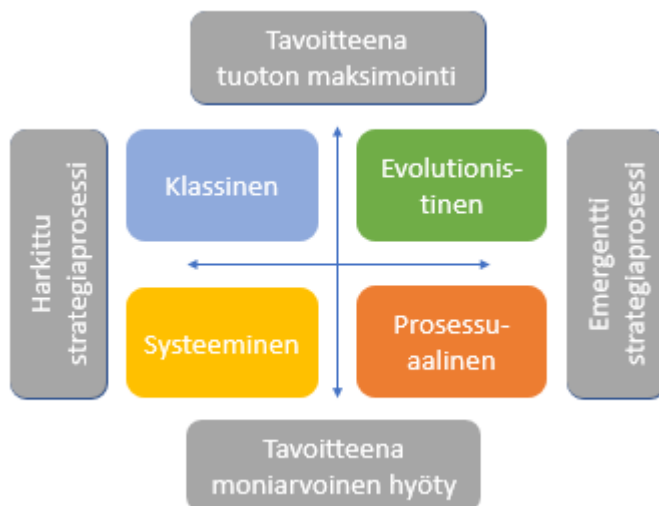 Tavoitteena
tuoton maksimointi
Harkittu
strategiaprosessi
Klassinen
Evolutionis-
tinen
Systeeminen
Prosessu-
aalinen
Emergentti
strategiaprosessi
Tavoitteena
moniarvoinen hyöty